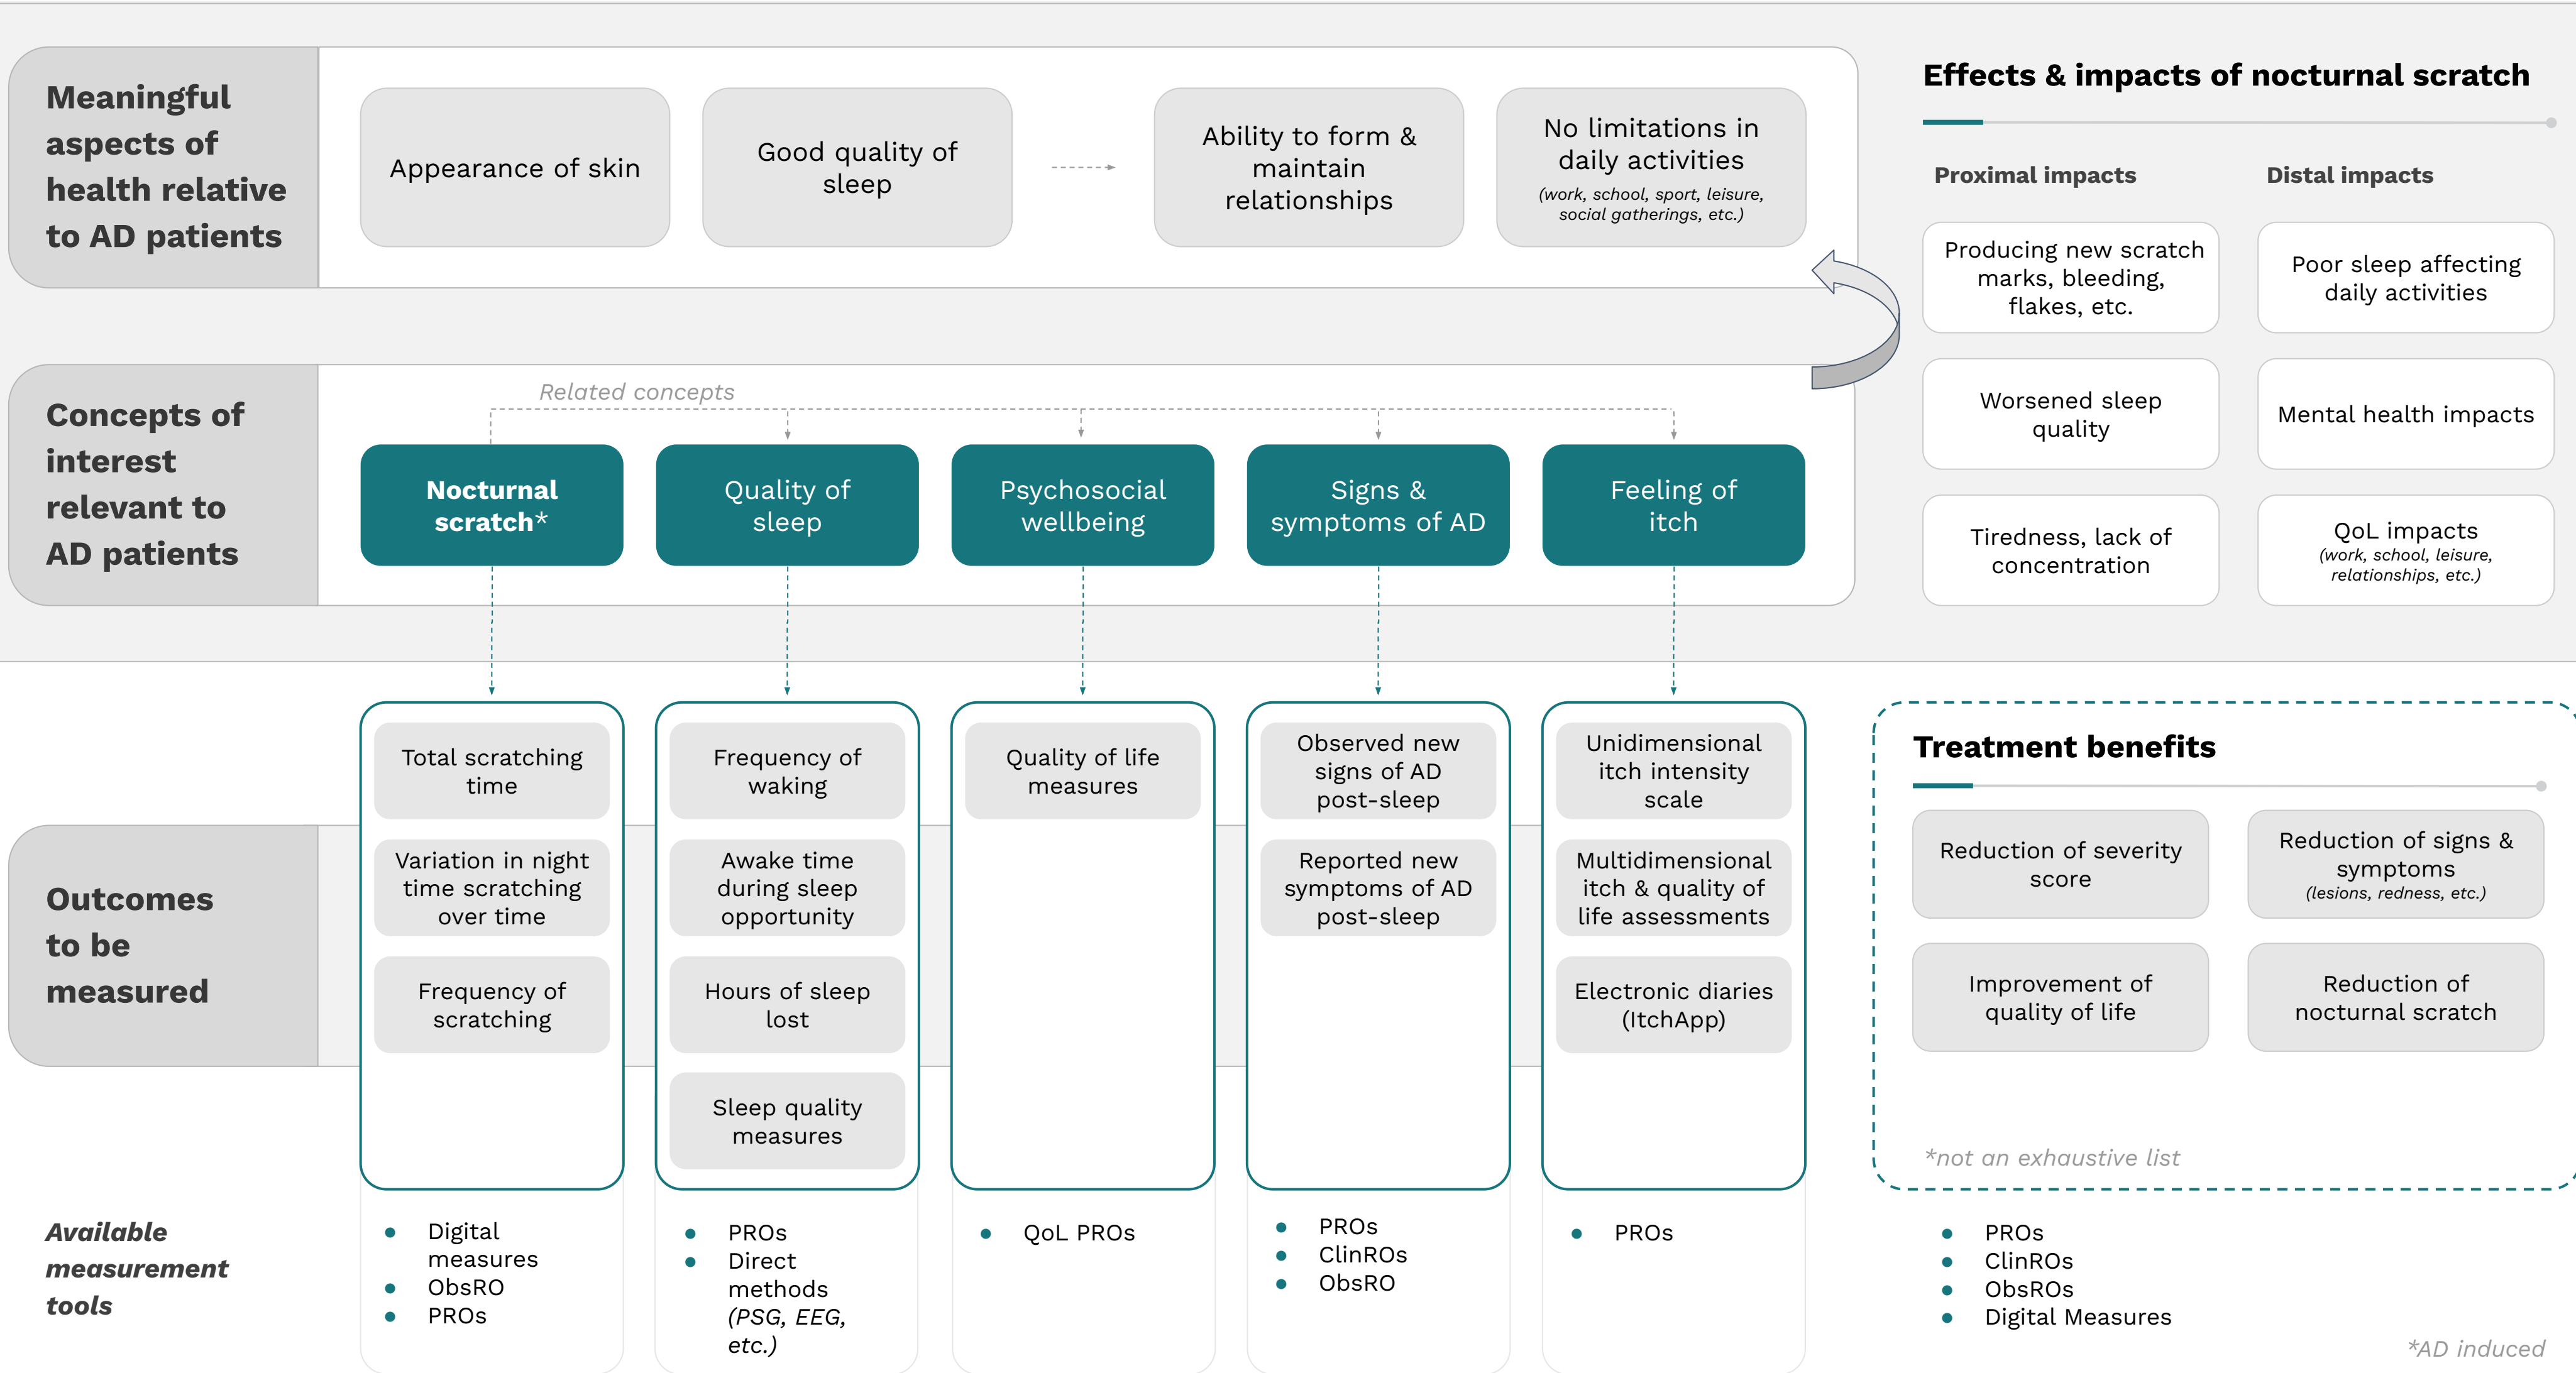 Meaningful
aspects of
health relative
to AD patients
Appearance of skin
Good quality of
sleep
Ability to form &
maintain
relationships
No limitations in
daily activities
(work, school, sport, leisure,
social gatherings, etc.)
Effects & impacts of nocturnal scratch
Proximal impacts
Distal impacts
Producing new scratch
marks, bleeding,
flakes, etc.
Poor sleep affecting
daily activities
Worsened sleep
quality
Mental health impacts
Tiredness, lack of
concentration
QoL impacts
(work, school, leisure,
relationships, etc.)
Concepts of
interest
relevant to
AD patients
Related concepts
Nocturnal
scratch*
Quality of
sleep
Psychosocial
wellbeing
Signs &
symptoms of AD
Feeling of
itch
Outcomes
to be
measured
Total scratching
time
Variation in night
time scratching
over time
Frequency of
scratching
Frequency of
waking
Awake time
during sleep
opportunity
Hours of sleep
lost
Sleep quality
measures
Quality of life
measures
Observed new
signs of AD
post-sleep
Reported new
symptoms of AD
post-sleep
Unidimensional
itch intensity
scale
Multidimensional
itch & quality of
life assessments
Electronic diaries
(ItchApp)
Treatment benefits
Reduction of severity
score
Reduction of signs &
symptoms
(lesions, redness, etc.)
Improvement of
quality of life
Reduction of
nocturnal scratch
*not an exhaustive list
Available
measurement
tools
● Digital
measures
● ObsRO
● PROs
● PROs
● Direct
methods
(PSG, EEG,
etc.)
● QoL PROs
● PROs
● ClinROs
● ObsRO
● PROs
● PROs
● ClinROs
● ObsROs
● Digital Measures
*AD induced